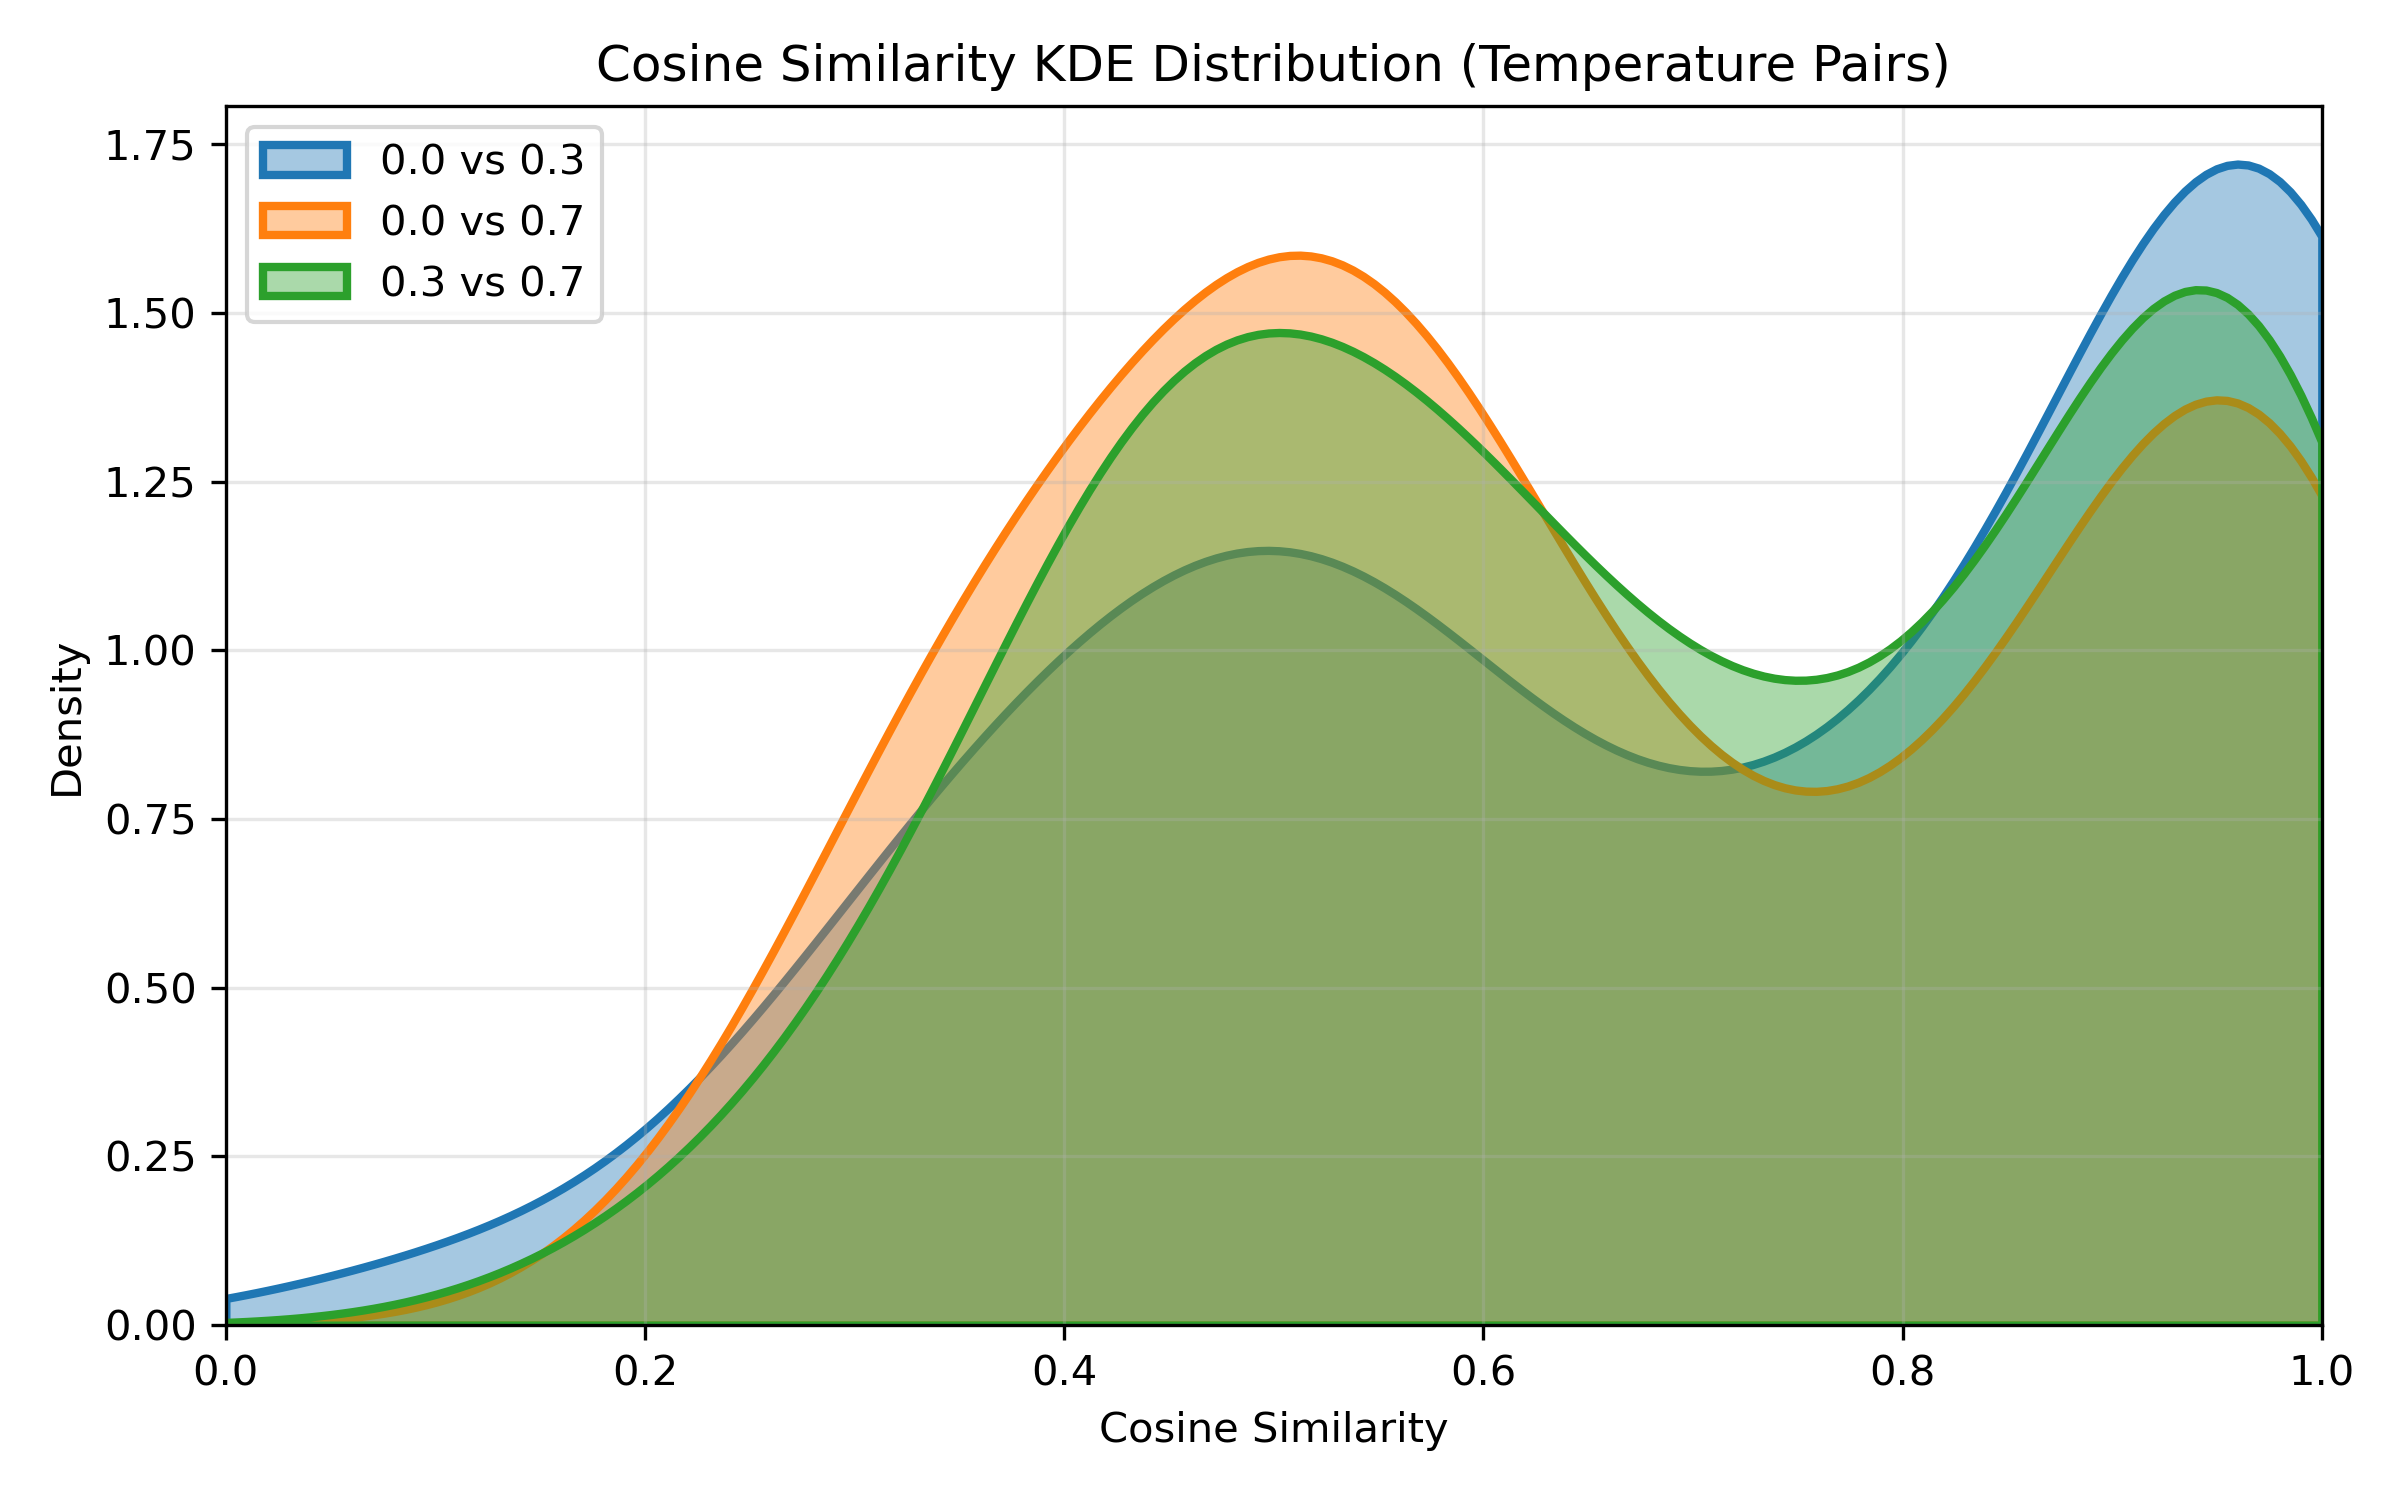 Cosine Similarity KDE Distribution (Temperature Pairs)
0.0 vs 0.3
0.0 vs 0.7
0.3 vs 0.7
1.75
1.50
1.25
1.00
0.75
0.50
0.25
0.00
Density
0.0 0.2 0.4 0.6 0.8 1.0
Cosine Similarity